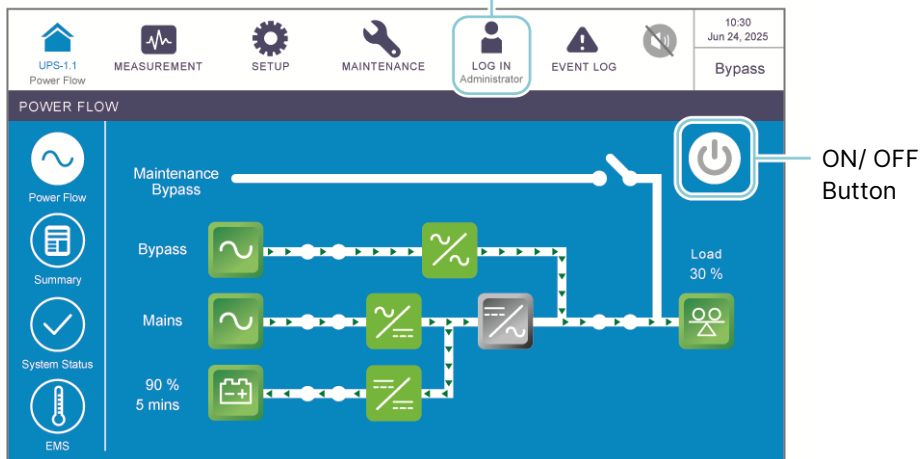 UPS-1.1
Power Flow
MEASUREMENT
SETUP
MAINTENANCE
LOG IN
Administrator
EVENT LOG
10:30
Jun 24, 2025
Bypass
POWER FLOW
Power Flow
Summary
System Status
EMS
Maintenance
Bypass
Bypass
Mains
90 %
5 mins
Load
30 %
ON/ OFF
Button